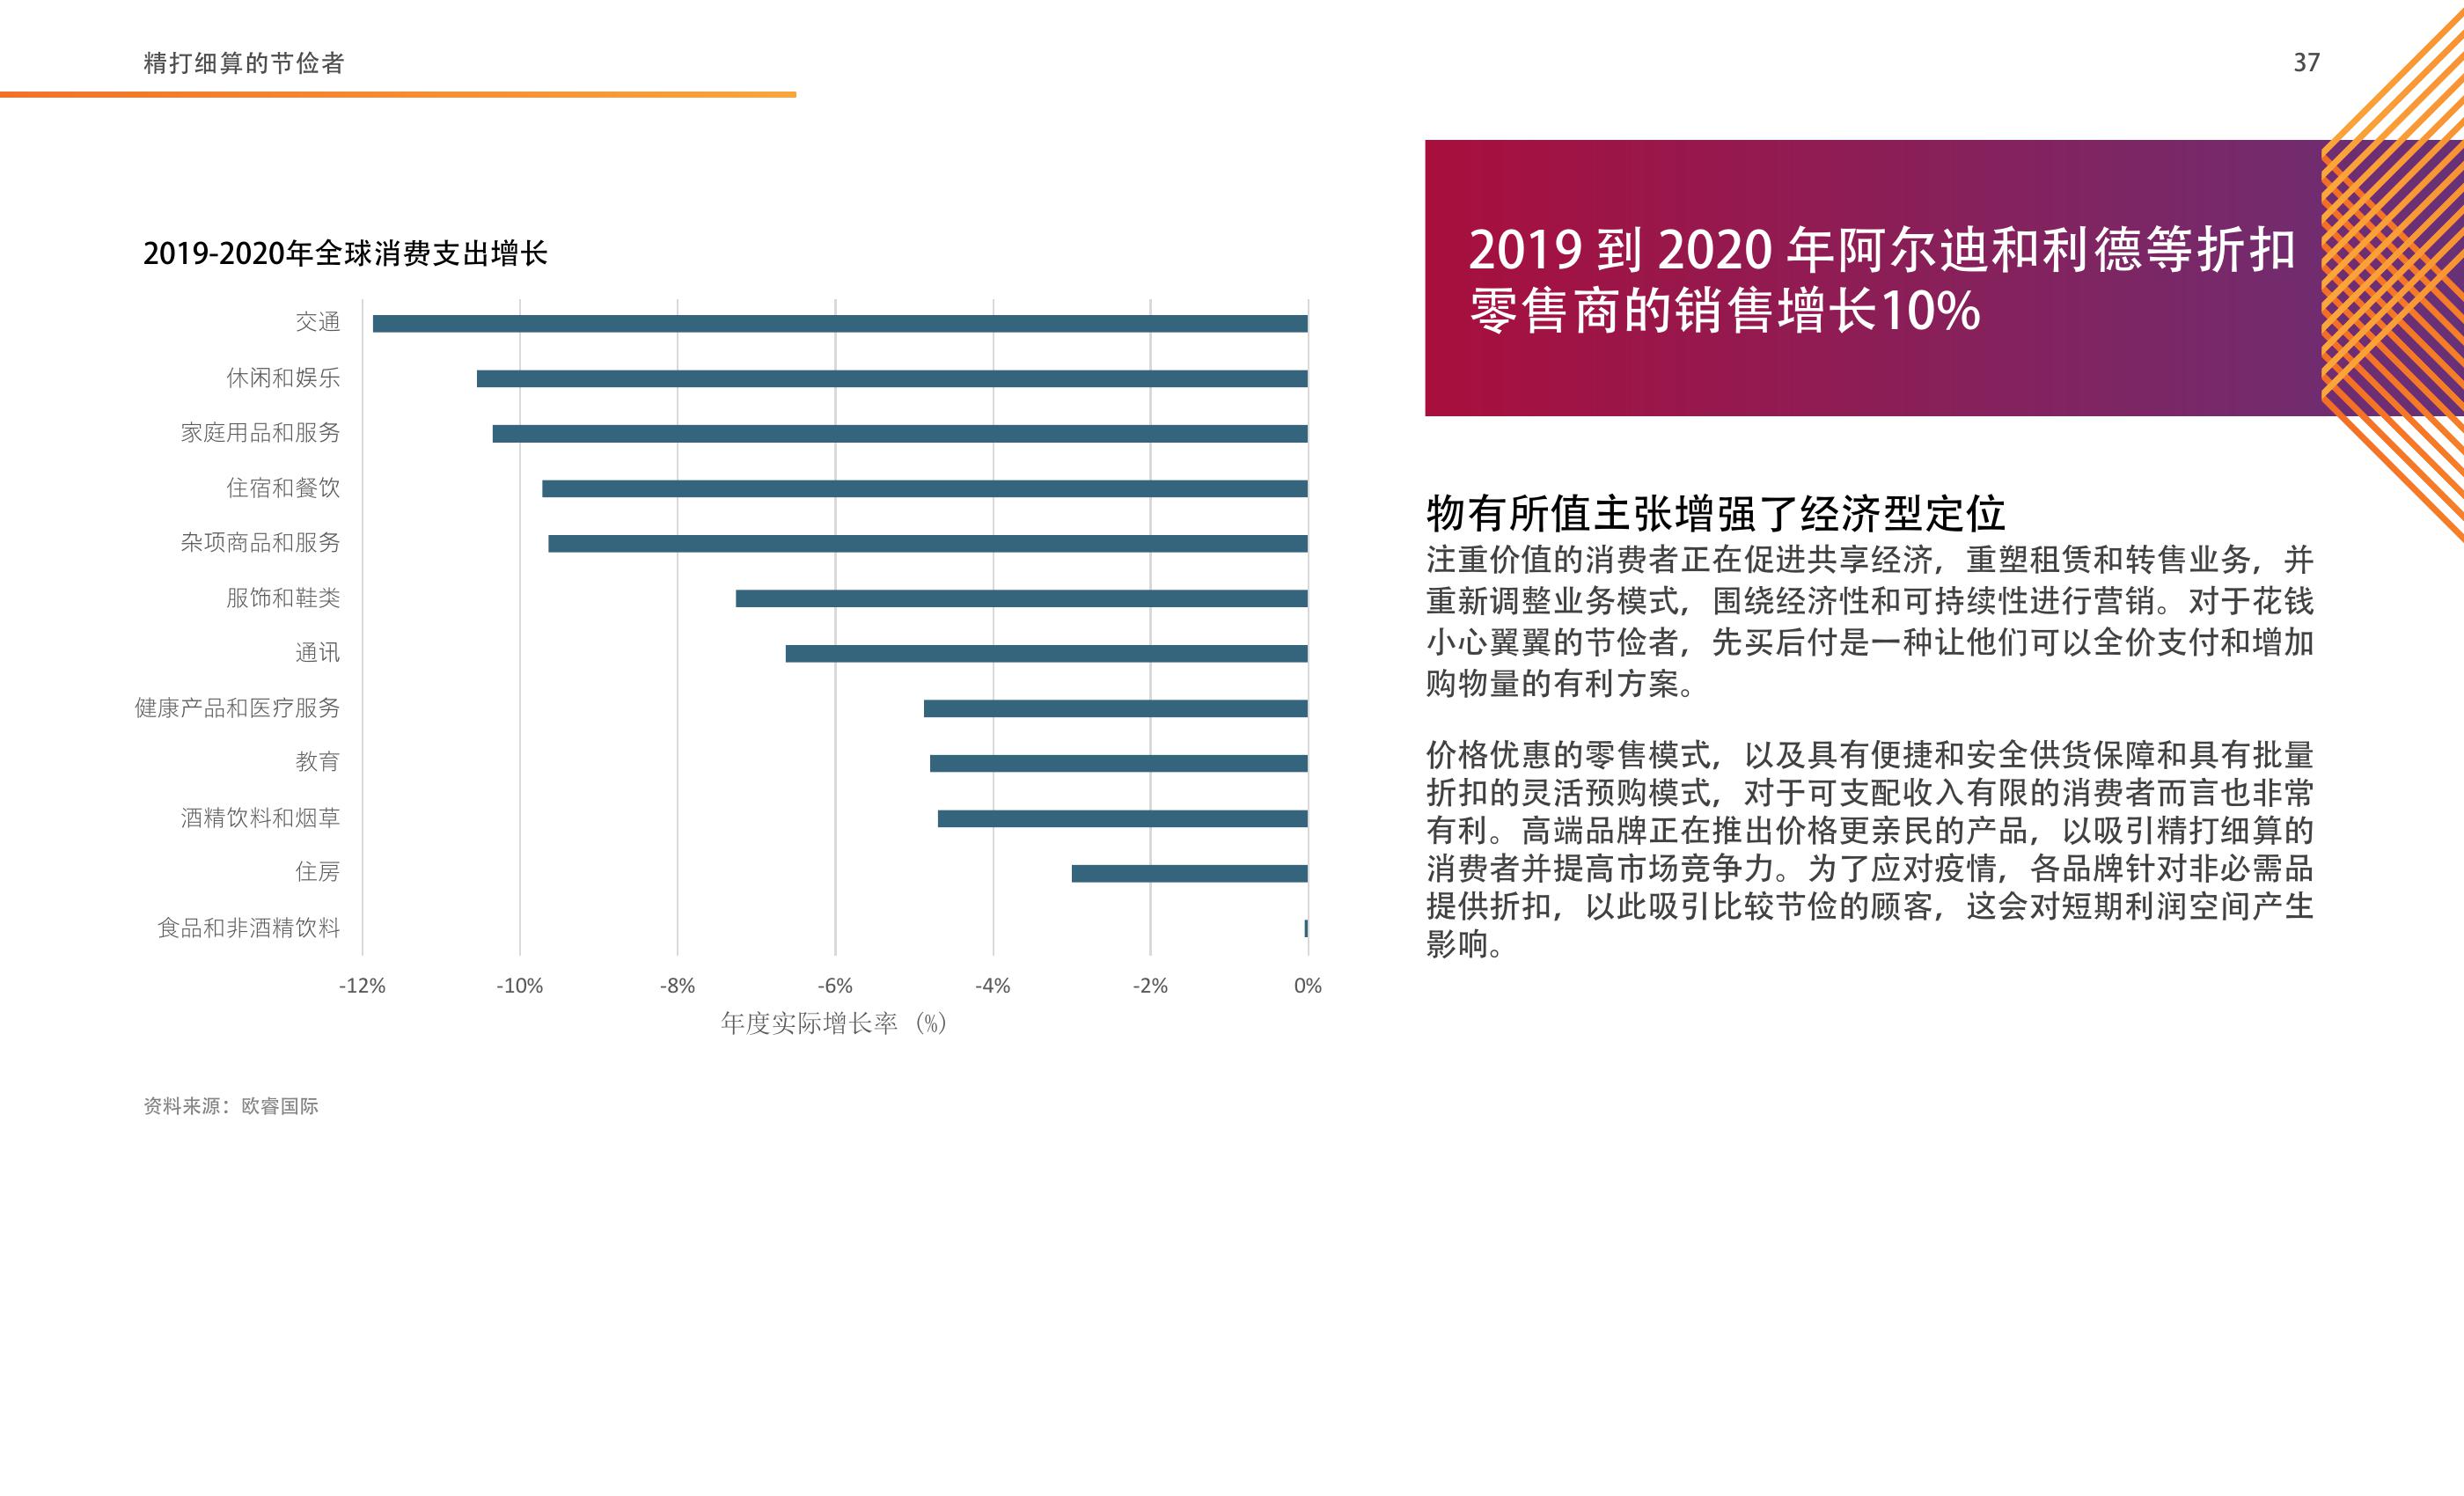 精打细算的节俭者
37
2019-2020年全球消费支出增长
交通
休闲和娱乐
家庭用品和服务
住宿和餐饮
杂项商品和服务
服饰和鞋类
通讯
健康产品和医疗服务
教育
酒精饮料和烟草
住房
食品和非酒精饮料
-12% -10% -8% -6% -4% -2% 0%
年度实际增长率（%）
资料来源：欧睿国际
2019 到 2020 年阿尔迪和利德等折扣
零售商的销售增长10%
物有所值主张增强了经济型定位
注重价值的消费者正在促进共享经济，重塑租赁和转售业务，并
重新调整业务模式，围绕经济性和可持续性进行营销。对于花钱
小心翼翼的节俭者，先买后付是一种让他们可以全价支付和增加
购物量的有利方案。
价格优惠的零售模式，以及具有便捷和安全供货保障和具有批量
折扣的灵活预购模式，对于可支配收入有限的消费者而言也非常
有利。高端品牌正在推出价格更亲民的产品，以吸引精打细算的
消费者并提高市场竞争力。为了应对疫情，各品牌针对非必需品
提供折扣，以此吸引比较节俭的顾客，这会对短期利润空间产生
影响。